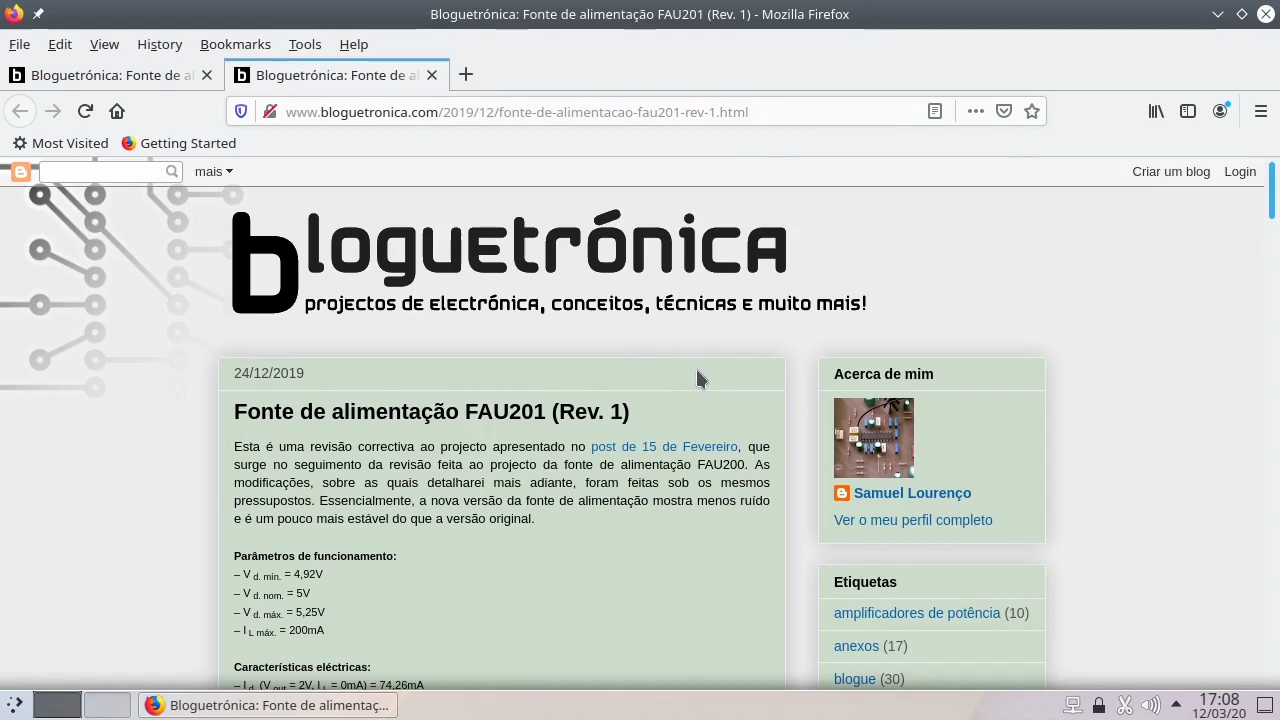 Bloguetrónica: Fonte de alimentação FAU201 (Rev. 1) - Mozilla Firefox
File Edit View History Bookmarks Tools Help
Bloguetrónica: Fonte de al
Bloguetrónica: Fonte de al
www.bloguetronica.com/2019/12/fonte-de-alimentacao-fau201-rev-1.html
Most Visited Getting Started
mais Criar um blog Login
bloguetrónica
projectos de electrónica, conceitos, técnicas e muito mais!
24/12/2019
Fonte de alimentação FAU201 (Rev. 1)
Esta é uma revisão correctiva ao projecto apresentado no post de 15 de Fevereiro, que
surge no seguimento da revisão feita ao projecto da fonte de alimentação FAU200. As
modificações, sobre as quais detalharei mais adiante, foram feitas sob os mesmos
pressupostos. Essencialmente, a nova versão da fonte de alimentação mostra menos ruído
e é um pouco mais estável do que a versão original.
Parâmetros de funcionamento:
– V d. mín. = 4,92V
– V d. nom. = 5V
– V d. máx. = 5,25V
– I L máx. = 200mA
Características eléctricas:
– I d. (V out = 2V, I L = 0mA) = 74,26mA
Acerca de mim
Samuel Lourenço
Ver o meu perfil completo
Etiquetas
amplificadores de potência (10)
anexos (17)
blogue (30)
Bloguetrónica: Fonte de alimentaç...
17:08
12/03/20